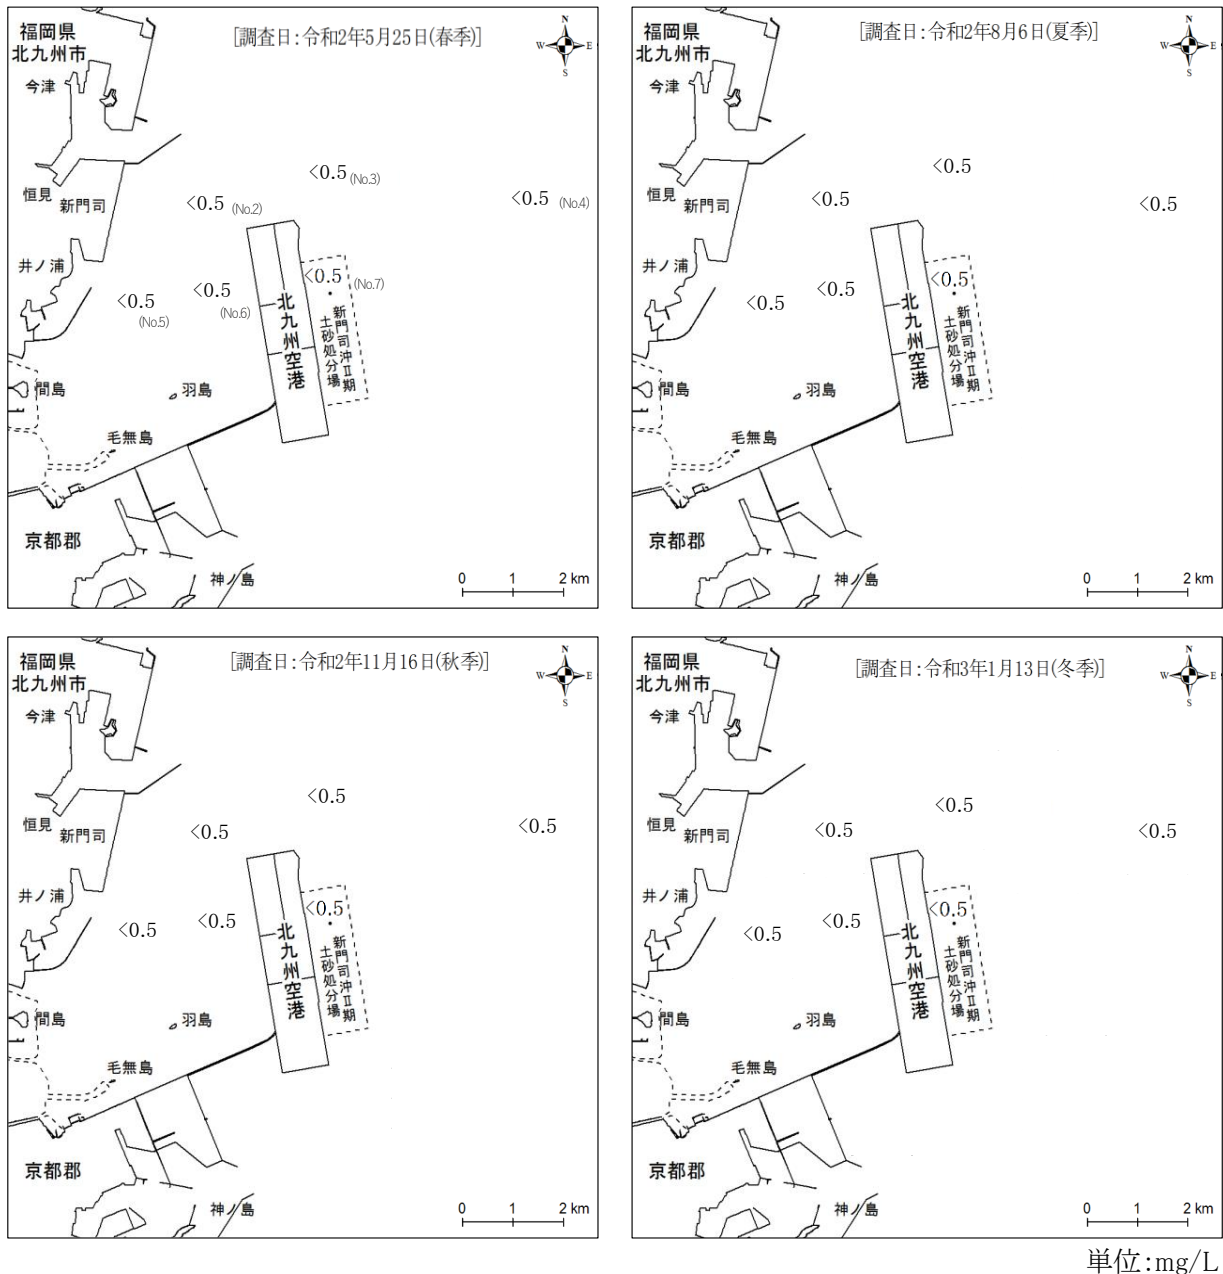 [調査日:令和2年5月25日(春季)]
福岡県
北九州市
今津
N
W
E
S
<0.5 (No.3)
恒見
新門司
<0.5 (No.2)
<0.5 (No.4)
井ノ浦
<0.5 (No.7)
<0.5
(No.6)
<0.5
(No.5)
北九州空港
新門司沖Ⅱ期
土砂処分場
間島
羽島
毛無島
京都郡
神ノ島
0 1 2 km
[調査日:令和2年8月6日(夏季)]
福岡県
北九州市
今津
N
W
E
S
<0.5
恒見
新門司
<0.5
<0.5
井ノ浦
<0.5
<0.5
<0.5
北九州空港
新門司沖Ⅱ期
土砂処分場
間島
羽島
毛無島
京都郡
神ノ島
0 1 2 km
[調査日:令和2年11月16日(秋季)]
福岡県
北九州市
今津
N
W
E
S
<0.5
恒見
新門司
<0.5
<0.5
井ノ浦
<0.5
<0.5
<0.5
北九州空港
新門司沖Ⅱ期
土砂処分場
間島
羽島
毛無島
京都郡
神ノ島
0 1 2 km
[調査日:令和3年1月13日(冬季)]
福岡県
北九州市
今津
N
W
E
S
<0.5
恒見
新門司
<0.5
<0.5
井ノ浦
<0.5
<0.5
<0.5
北九州空港
新門司沖Ⅱ期
土砂処分場
間島
羽島
毛無島
京都郡
神ノ島
0 1 2 km
単位:mg/L